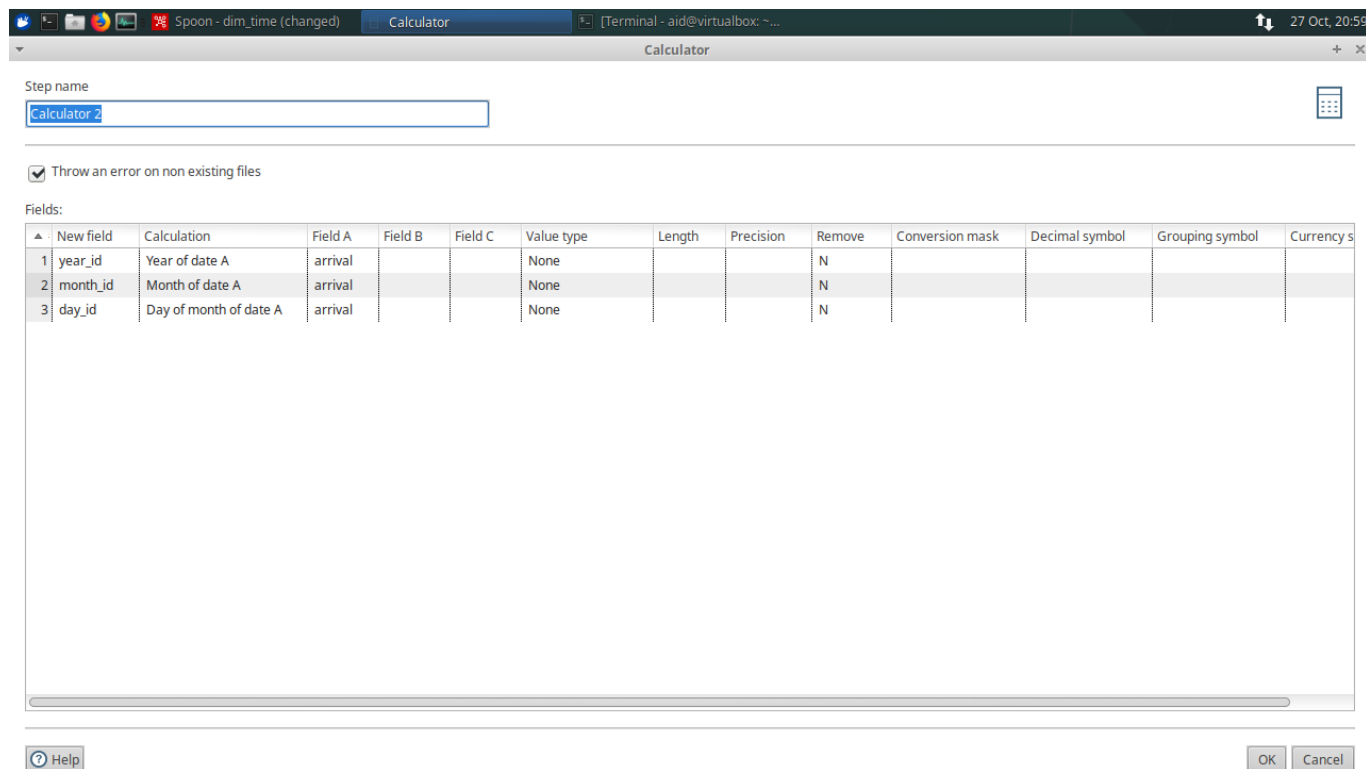 Spoon - dim_time (changed) Calculator [Terminal - aid@virtualbox: ~... 27 Oct, 20:59
Calculator
Step name
Calculator 2
Throw an error on non existing files
Fields:
New field Calculation Field A Field B Field C Value type Length Precision Remove Conversion mask Decimal symbol Grouping symbol Currency s
1 year_id Year of date A arrival None N
2 month_id Month of date A arrival None N
3 day_id Day of month of date A arrival None N
Help OK Cancel